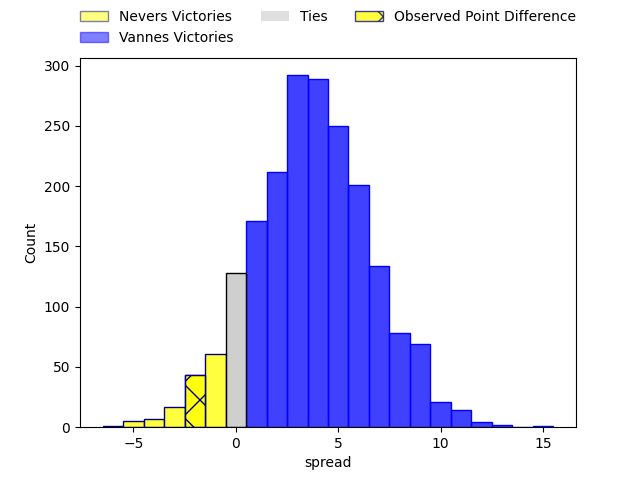 Nevers Victories
Ties
Observed Point Difference
Vannes Victories
300
250
200
150
100
50
0
Count
−5
0
5
10
15
spread